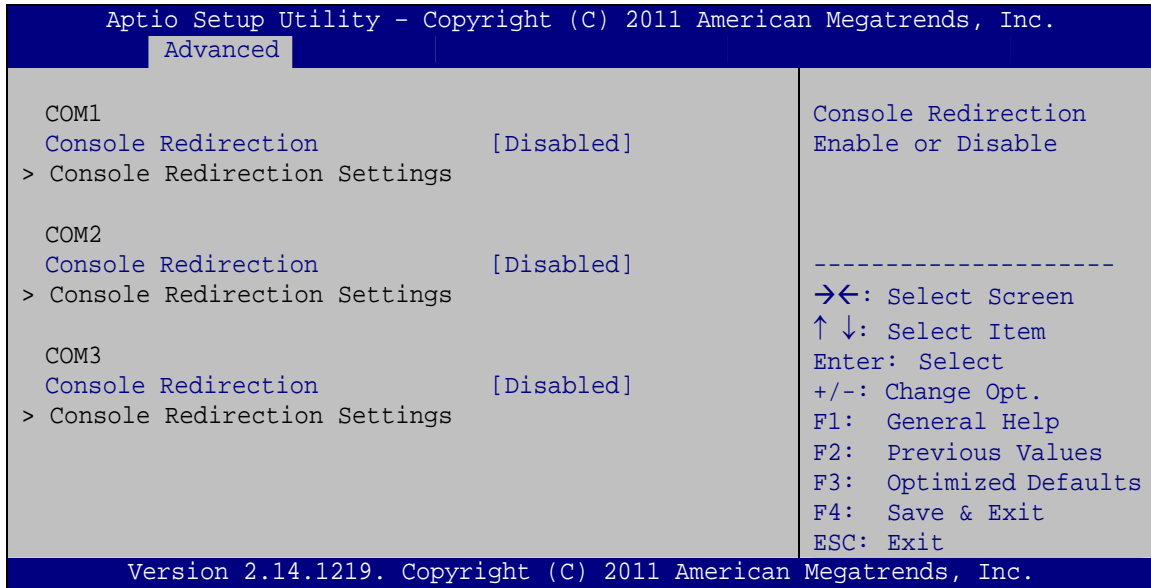 Aptio Setup Utility – Copyright (C) 2011 American Megatrends, Inc.
Advanced
COM1
Console Redirection [Disabled]
> Console Redirection Settings
COM2
Console Redirection [Disabled]
> Console Redirection Settings
COM3
Console Redirection [Disabled]
> Console Redirection Settings
Console Redirection
Enable or Disable
---------------------
→←: Select Screen
↑ ↓: Select Item
Enter: Select
+/-: Change Opt.
F1: General Help
F2: Previous Values
F3: Optimized Defaults
F4: Save & Exit
ESC: Exit
Version 2.14.1219. Copyright (C) 2011 American Megatrends, Inc.